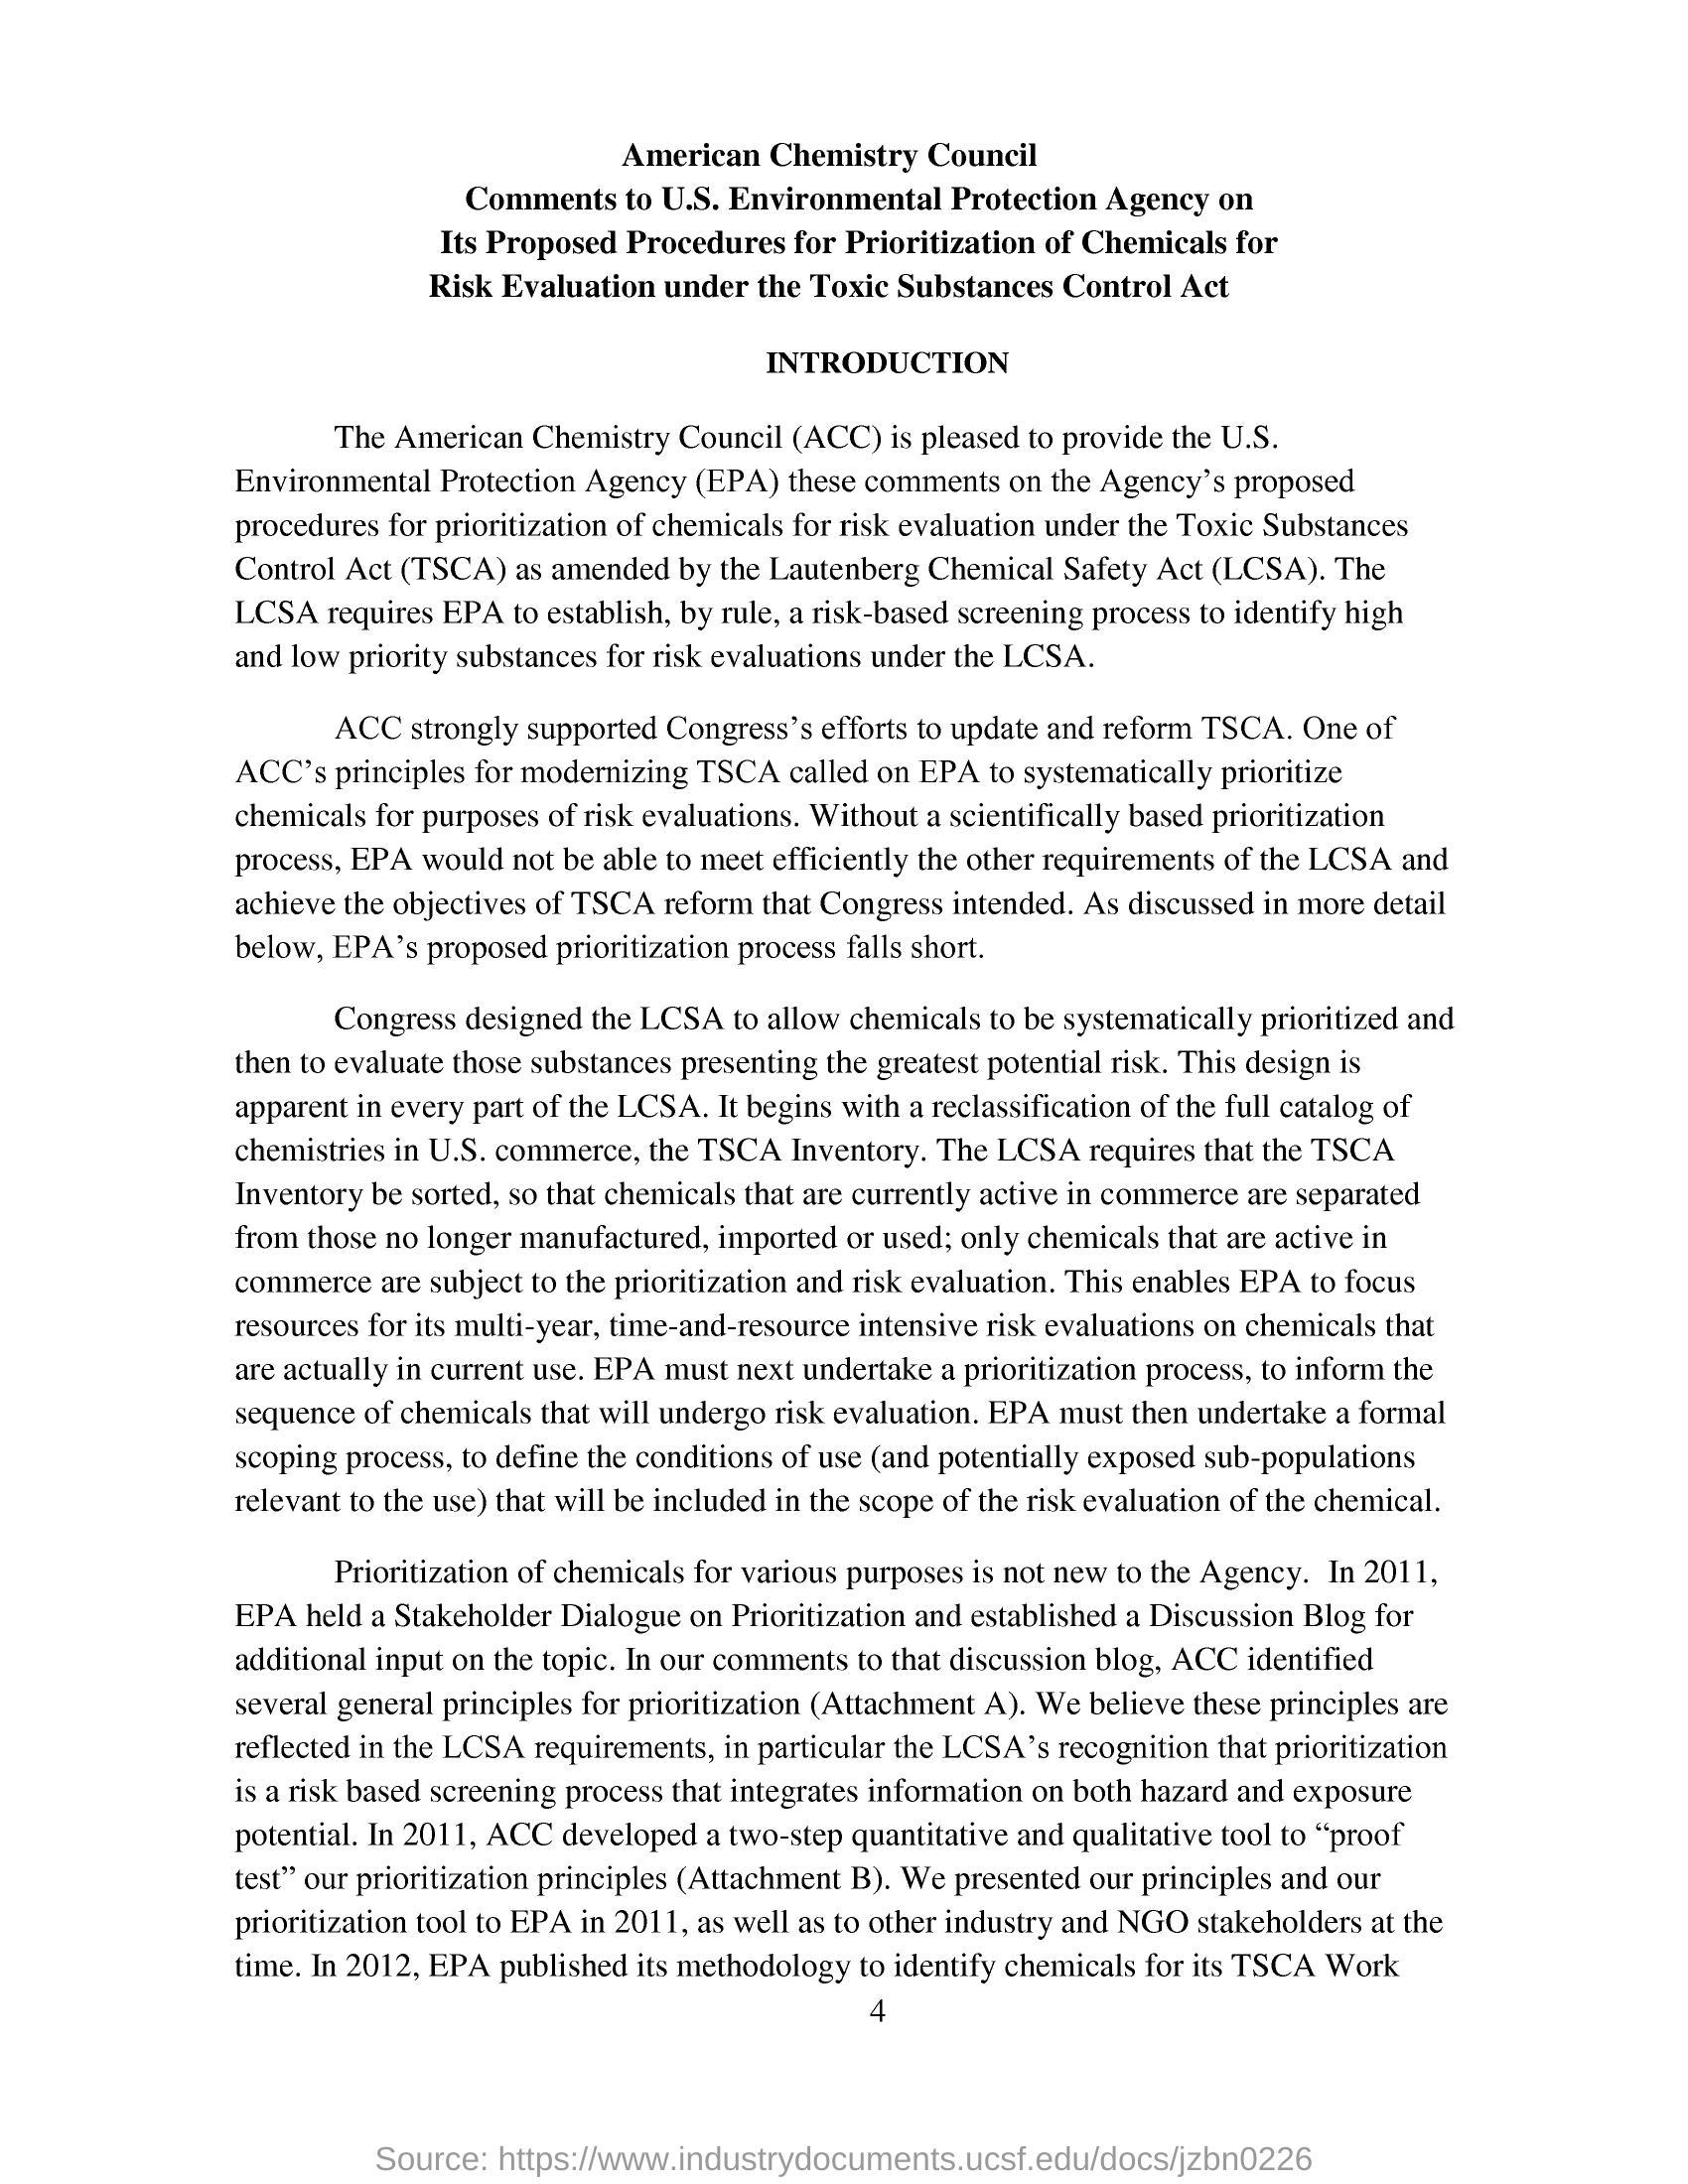 American Chemistry Council
Comments to U.S. Environmental Protection Agency on
Its Proposed Procedures for Prioritization of Chemicals for
Risk Evaluation under the Toxic Substances Control Act
INTRODUCTION
The American Chemistry Council (ACC) is pleased to provide the U.S.
Environmental Protection Agency (EPA) these comments on the Agency’s proposed
procedures for prioritization of chemicals for risk evaluation under the Toxic Substances
Control Act (TSCA) as amended by the Lautenberg Chemical Safety Act (LCSA). The
LCSA requires EPA to establish, by rule, a risk-based screening process to identify high
and low priority substances for risk evaluations under the LCSA.
ACC strongly supported Congress’s efforts to update and reform TSCA. One of
ACC’s principles for modernizing TSCA called on EPA to systematically prioritize
chemicals for purposes of risk evaluations. Without a scientifically based prioritization
process, EPA would not be able to meet efficiently the other requirements of the LCSA and
achieve the objectives of TSCA reform that Congress intended. As discussed in more detail
below, EPA’s proposed prioritization process falls short.
Congress designed the LCSA to allow chemicals to be systematically prioritized and
then to evaluate those substances presenting the greatest potential risk. This design is
apparent in every part of the LCSA. It begins with a reclassification of the full catalog of
chemistries in U.S. commerce, the TSCA Inventory. The LCSA requires that the TSCA
Inventory be sorted, so that chemicals that are currently active in commerce are separated
from those no longer manufactured, imported or used; only chemicals that are active in
commerce are subject to the prioritization and risk evaluation. This enables EPA to focus
resources for its multi-year, time-and-resource intensive risk evaluations on chemicals that
are actually in current use. EPA must next undertake a prioritization process, to inform the
sequence of chemicals that will undergo risk evaluation. EPA must then undertake a formal
scoping process, to define the conditions of use (and potentially exposed sub-populations
relevant to the use) that will be included in the scope of the risk evaluation of the chemical.
Prioritization of chemicals for various purposes is not new to the Agency.  In 2011,
EPA held a Stakeholder Dialogue on Prioritization and established a Discussion Blog for
additional input on the topic. In our comments to that discussion blog, ACC identified
several general principles for prioritization (Attachment A). We believe these principles are
reflected in the LCSA requirements, in particular the LCSA’s recognition that prioritization
is a risk based screening process that integrates information on both hazard and exposure
potential. In 2011, ACC developed a two-step quantitative and qualitative tool to “proof
test” our prioritization principles (Attachment B). We presented our principles and our
prioritization tool to EPA in 2011, as well as to other industry and NGO stakeholders at the
time. In 2012, EPA published its methodology to identify chemicals for its TSCA Work
4
Source: https://www.industrydocuments.ucsf.edu/docs/jzbn0226